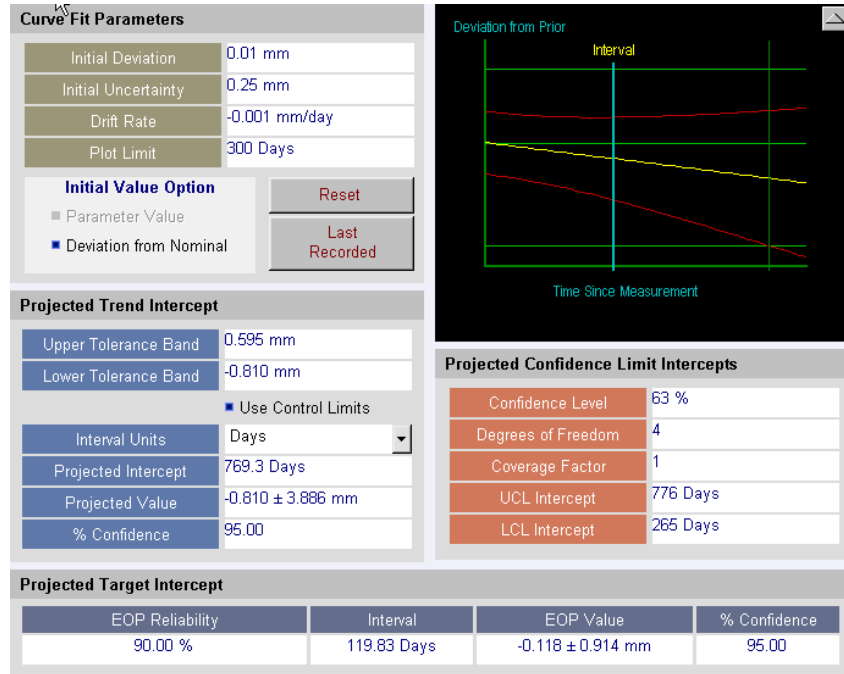 Curve Fit Parameters
Initial Deviation 0.01 mm
Initial Uncertainty 0.25 mm
Drift Rate -0.001 mm/day
Plot Limit 300 Days
Initial Value Option
Parameter Value
Deviation from Nominal
Reset
Last
Recorded
Deviation from Prior
Interval
Time Since Measurement
Projected Trend Intercept
Upper Tolerance Band 0.595 mm
Lower Tolerance Band -0.810 mm
Use Control Limits
Interval Units Days
Projected Intercept 769.3 Days
Projected Value -0.810 ± 3.886 mm
% Confidence 95.00
Projected Confidence Limit Intercepts
Confidence Level 63 %
Degrees of Freedom 4
Coverage Factor 1
UCL Intercept 776 Days
LCL Intercept 265 Days
Projected Target Intercept
EOP Reliability Interval EOP Value % Confidence
90.00 % 119.83 Days -0.118 ± 0.914 mm 95.00